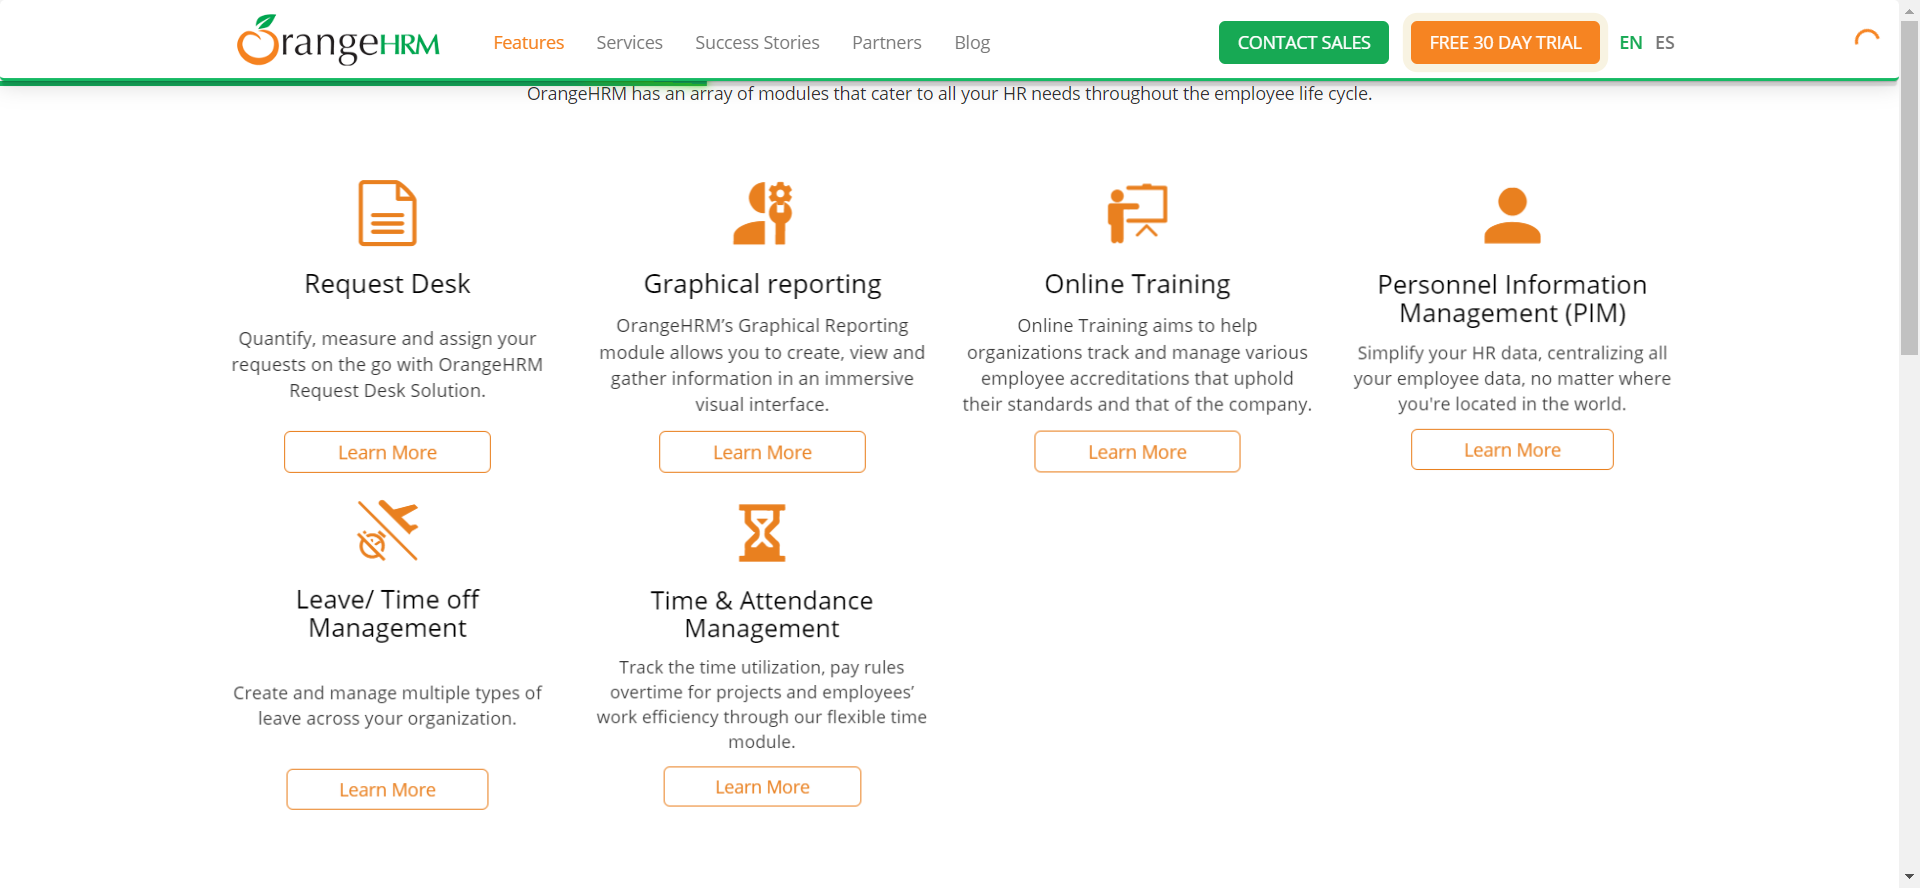 OrangeHRM
Features
Services
Success Stories
Partners
Blog
CONTACT SALES
FREE 30 DAY TRIAL
EN
ES
OrangeHRM has an array of modules that cater to all your HR needs throughout the employee life cycle.
Request Desk
Quantify, measure and assign your
requests on the go with OrangeHRM
Request Desk Solution.
Learn More
Graphical reporting
OrangeHRM’s Graphical Reporting
module allows you to create, view and
gather information in an immersive
visual interface.
Learn More
Online Training
Online Training aims to help
organizations track and manage various
employee accreditations that uphold
their standards and that of the company.
Learn More
Personnel Information
Management (PIM)
Simplify your HR data, centralizing all
your employee data, no matter where
you're located in the world.
Learn More
Leave/ Time off
Management
Create and manage multiple types of
leave across your organization.
Learn More
Time & Attendance
Management
Track the time utilization, pay rules
overtime for projects and employees’
work efficiency through our flexible time
module.
Learn More